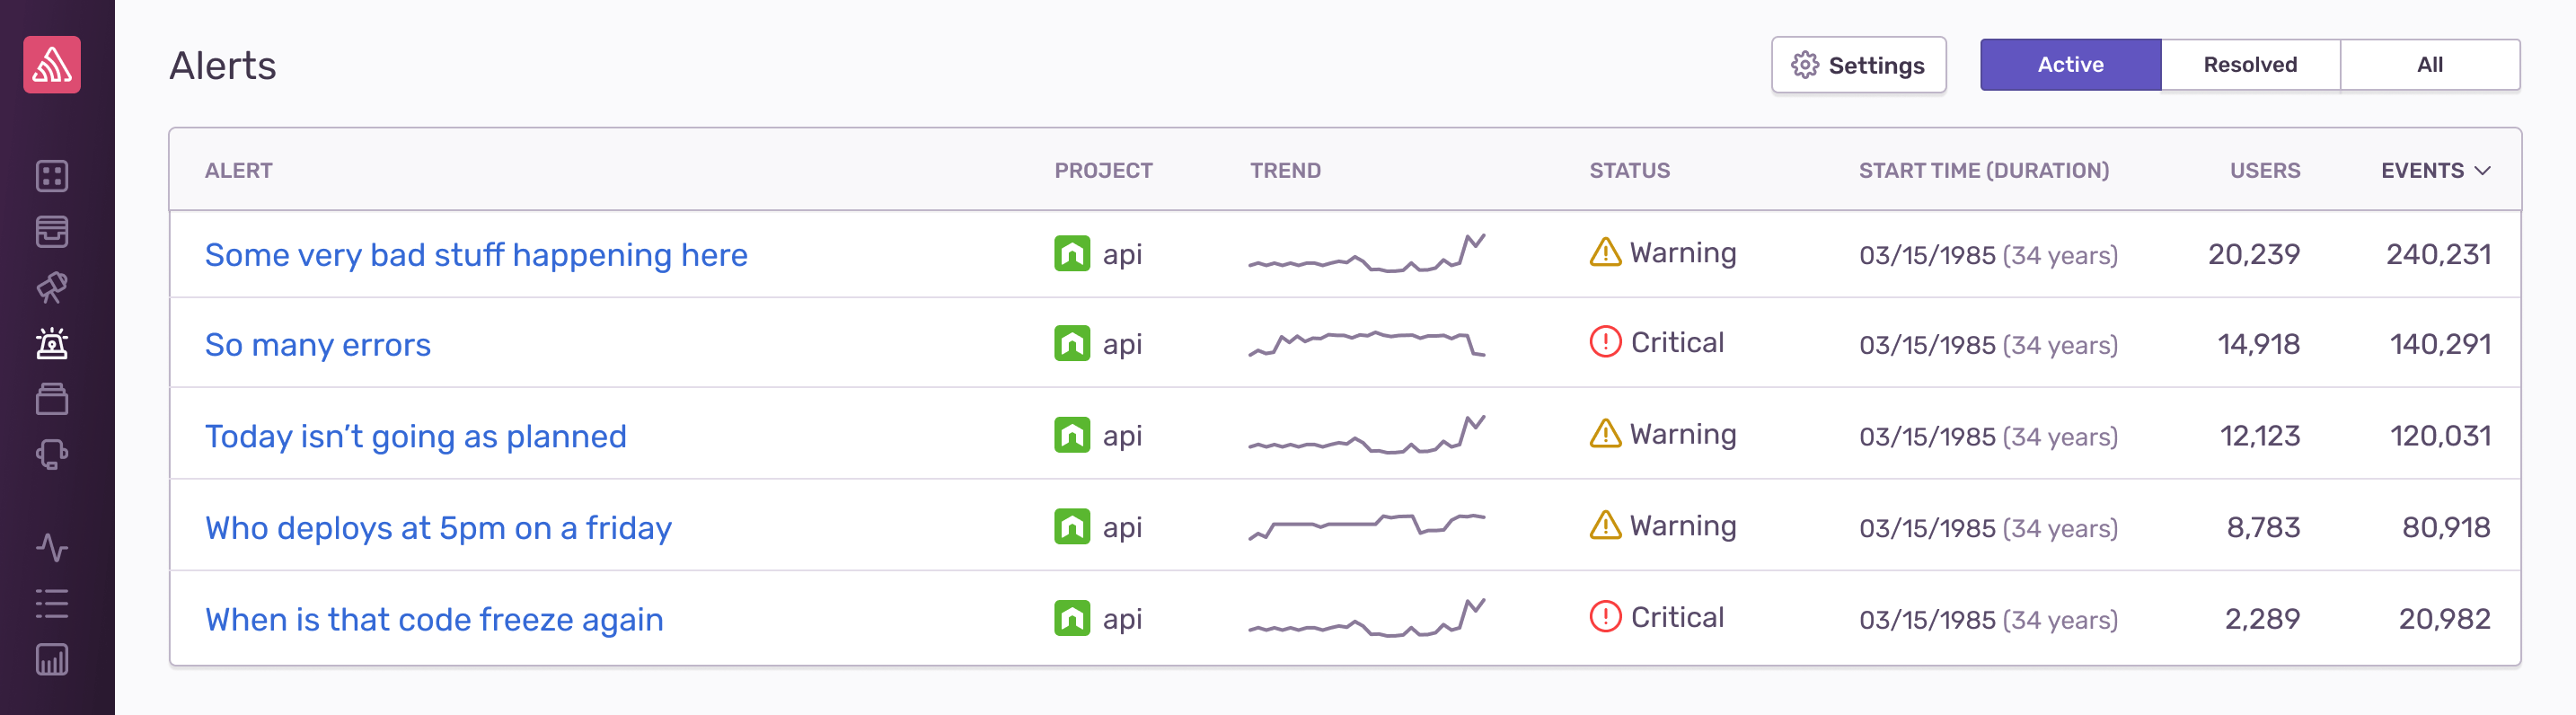 Alerts
Settings
Active Resolved All
ALERT PROJECT TREND STATUS START TIME (DURATION) USERS EVENTS
Some very bad stuff happening here api Warning 03/15/1985 (34 years) 20,239 240,231
So many errors api Critical 03/15/1985 (34 years) 14,918 140,291
Today isn’t going as planned api Warning 03/15/1985 (34 years) 12,123 120,031
Who deploys at 5pm on a friday api Warning 03/15/1985 (34 years) 8,783 80,918
When is that code freeze again api Critical 03/15/1985 (34 years) 2,289 20,982